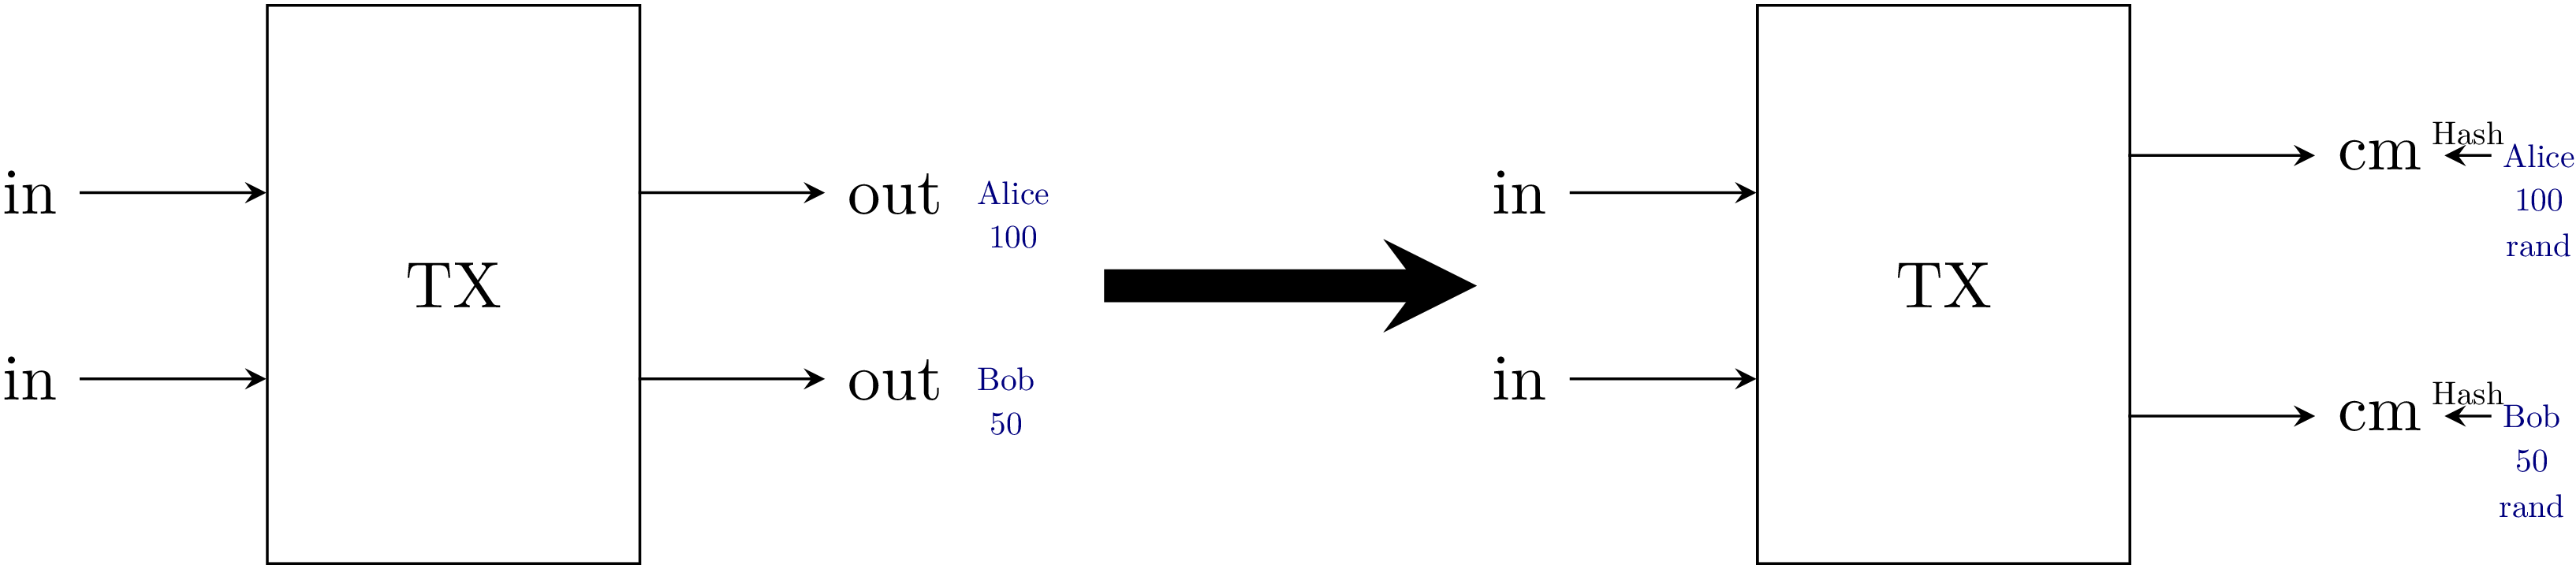 in
in
TX
out
Alice
100
out
Bob
50
in
in
TX
cm
Hash
Alice
100
rand
cm
Hash
Bob
50
rand